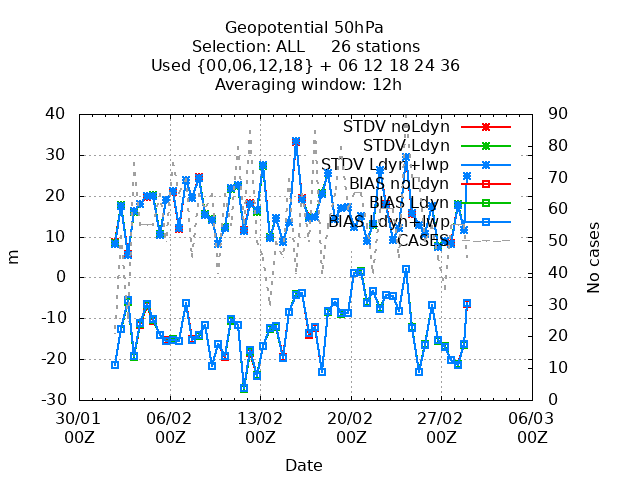 Geopotential 50hPa
Selection: ALL 26 stations
Used {00,06,12,18} + 06 12 18 24 36
Averaging window: 12h
40 90
STDV noLdyn
30 80
STDV Ldyn
STDV Ldyn+lwp
20 70
BIAS noLdyn
BIAS Ldyn
10 60
BIAS Ldyn+lwp
CASES
0 50
-10 40
-20 30
-30 20
10
0
m
No cases
30/01 06/02 13/02 20/02 27/02 06/03
00Z 00Z 00Z 00Z 00Z 00Z
Date